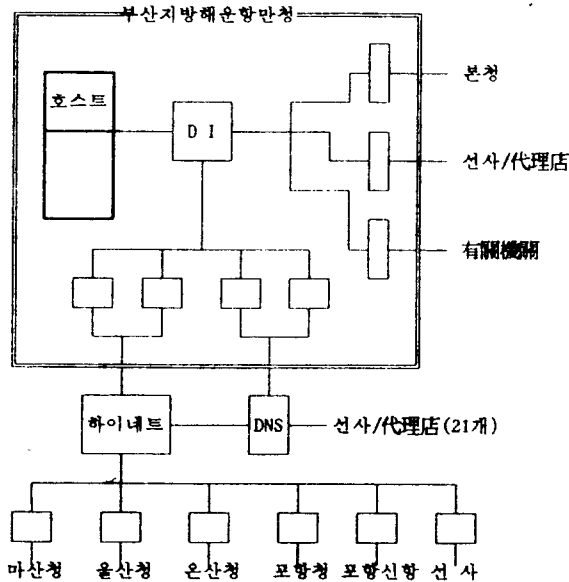 부산지방해운항만청
본청
호스트
D I
선사/代理店
有關機關
하이네트
DNS
선사/代理店(21개)
마산청
울산청
온산청
포항청
포항신항
선 사